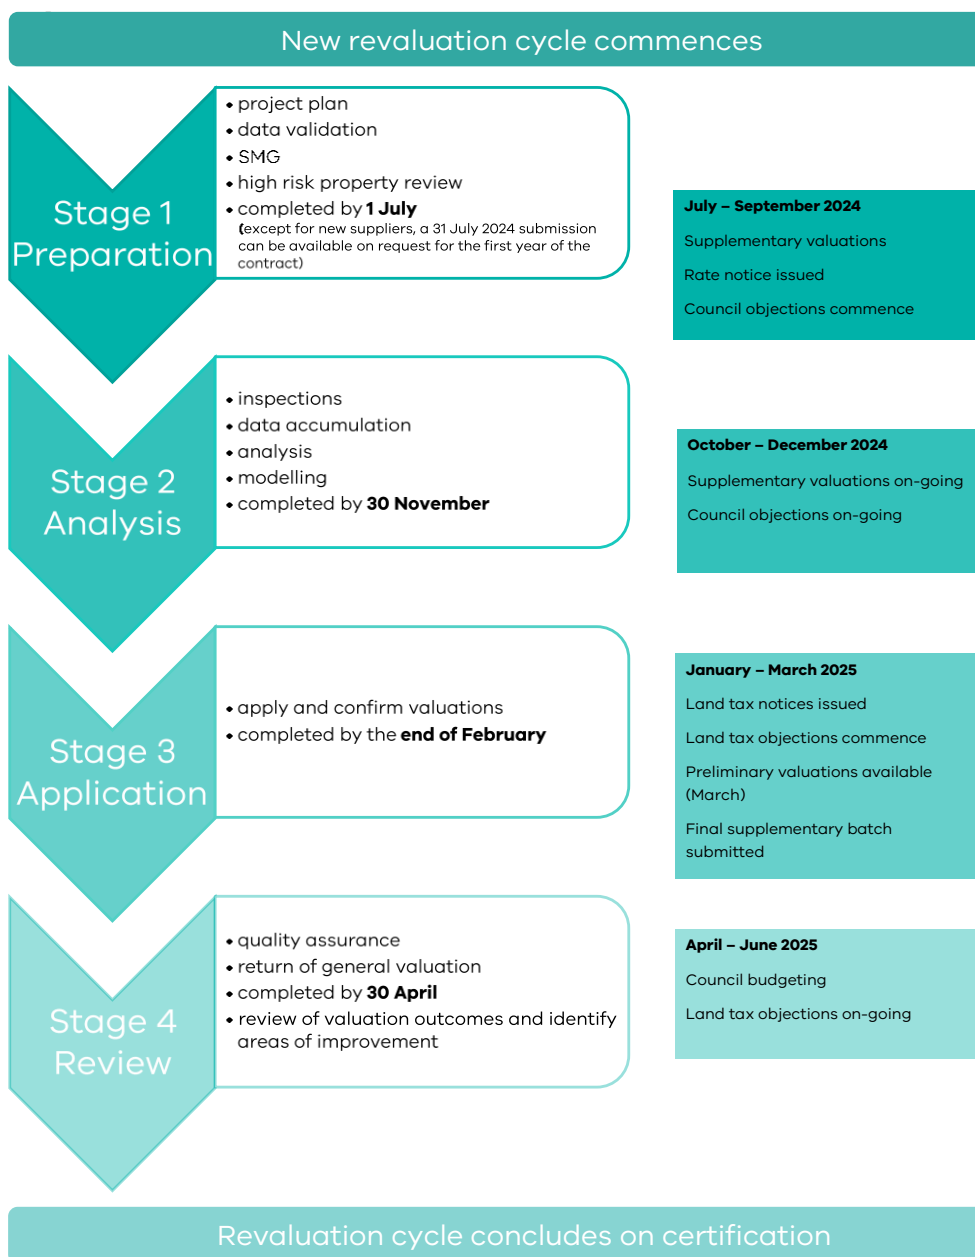 New revaluation cycle commences
Stage 1
Preparation
• project plan
• data validation
• SMG
• high risk property review
• completed by 1 July
(except for new suppliers, a 31 July 2024 submission
can be available on request for the first year of the
contract)
July – September 2024
Supplementary valuations
Rate notice issued
Council objections commence
Stage 2
Analysis
• inspections
• data accumulation
• analysis
• modelling
• completed by 30 November
October – December 2024
Supplementary valuations on-going
Council objections on-going
Stage 3
Application
• apply and confirm valuations
• completed by the end of February
January – March 2025
Land tax notices issued
Land tax objections commence
Preliminary valuations available
(March)
Final supplementary batch
submitted
Stage 4
Review
• quality assurance
• return of general valuation
• completed by 30 April
• review of valuation outcomes and identify
areas of improvement
April – June 2025
Council budgeting
Land tax objections on-going
Revaluation cycle concludes on certification